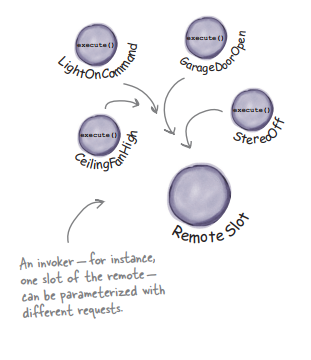 execute()
LightOnCommand
execute()
GarageDoorOpen
execute()
CeilingFanHigh
execute()
StereoOff
Remote Slot
An invoker—for instance,
one slot of the remote—
can be parameterized with
different requests.